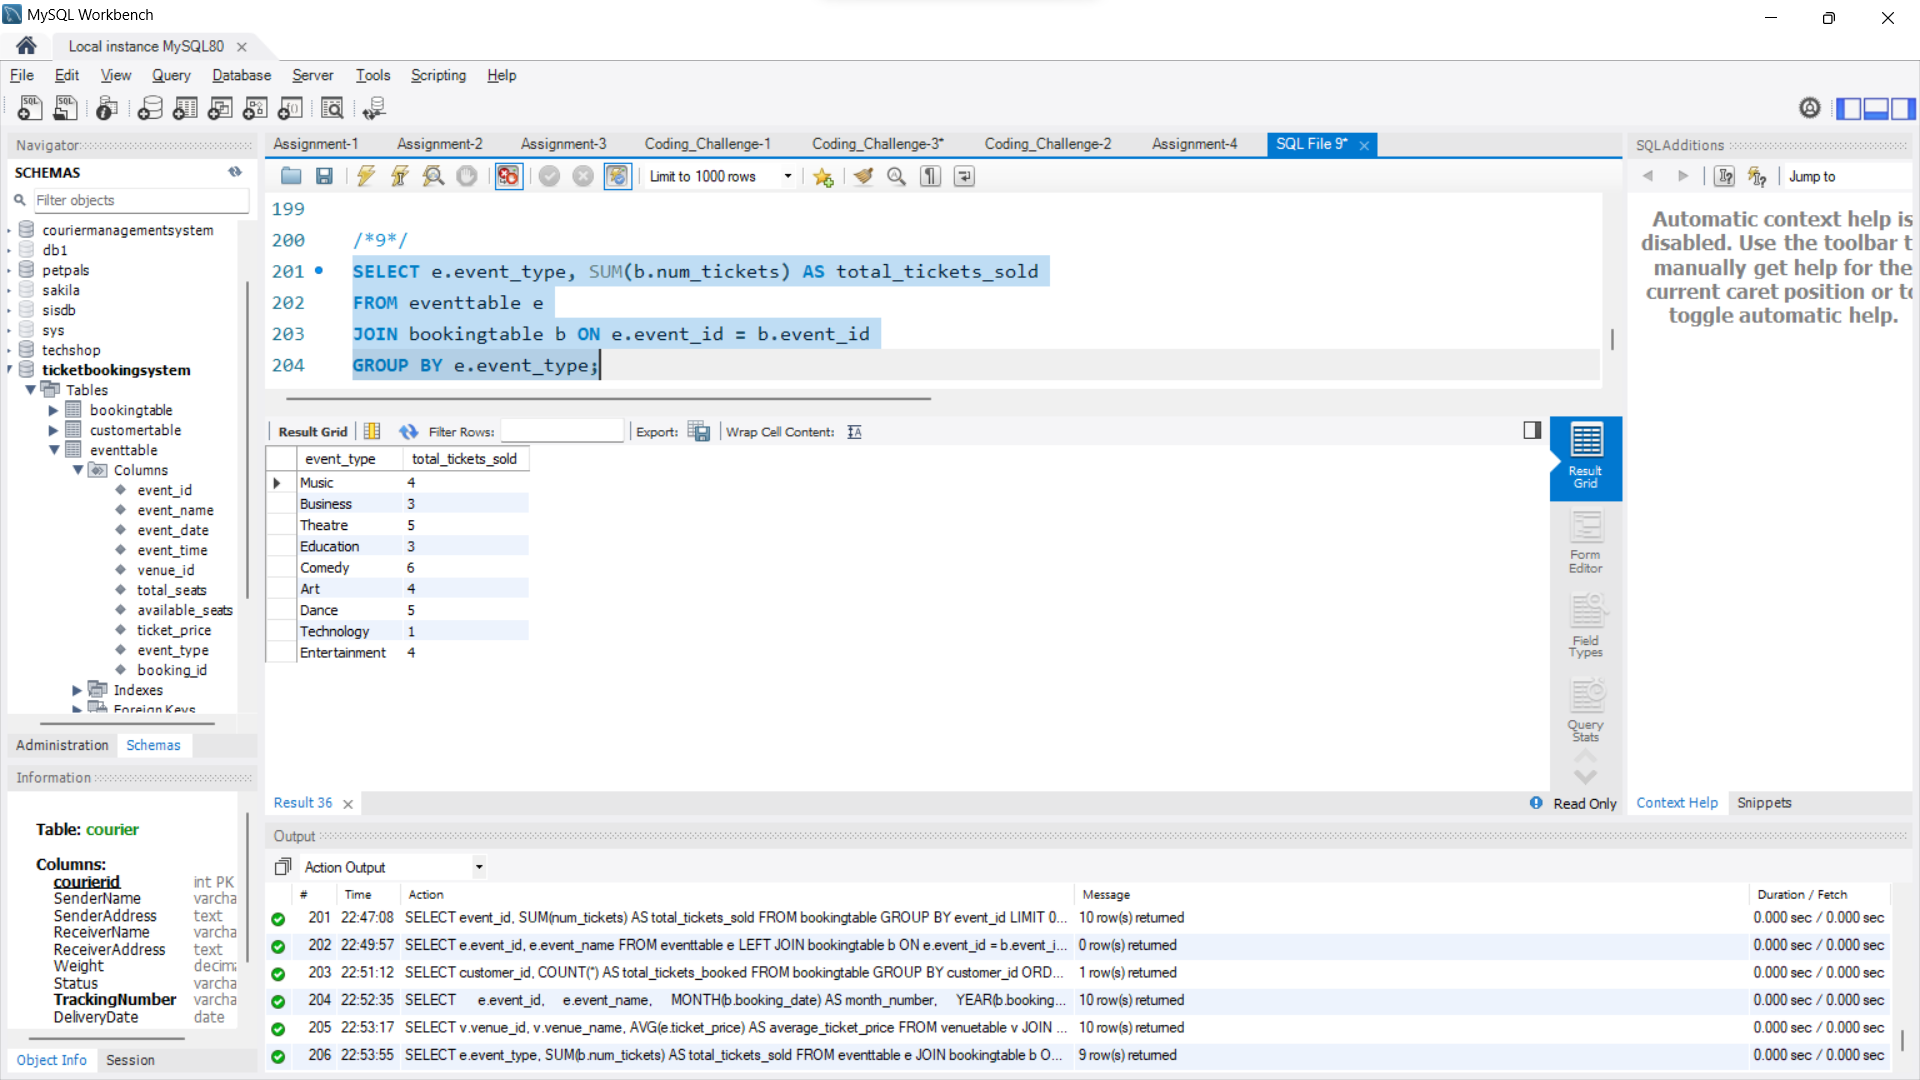 MySQL Workbench
Local instance MySQL80
File Edit View Query Database Server Tools Scripting Help
Navigator
SCHEMAS
Filter objects
couriermanagementsystem
db1
petpals
sakila
sisdb
sys
techshop
ticketbookingsystem
Tables
bookingtable
customertable
eventtable
Columns
event_id
event_name
event_date
event_time
venue_id
total_seats
available_seats
ticket_price
event_type
booking_id
Indexes
Foreign Keys
Administration Schemas
Information
Table: courier
Columns:
courierid int PK
SenderName varcha
SenderAddress text
ReceiverName varcha
ReceiverAddress text
Weight decima
Status varcha
TrackingNumber varcha
DeliveryDate date
Object Info Session
Assignment-1 Assignment-2 Assignment-3 Coding_Challenge-1 Coding_Challenge-3* Coding_Challenge-2 Assignment-4 SQL File 9*
Limit to 1000 rows
199
200 /*9*/
201 SELECT e.event_type, SUM(b.num_tickets) AS total_tickets_sold
202 FROM eventtable e
203 JOIN bookingtable b ON e.event_id = b.event_id
204 GROUP BY e.event_type;
Result Grid Filter Rows: Export: Wrap Cell Content:
event_type total_tickets_sold
Music 4
Business 3
Theatre 5
Education 3
Comedy 6
Art 4
Dance 5
Technology 1
Entertainment 4
Result Grid
Form Editor
Field Types
Query Stats
Result 36
Read Only
SQLAdditions
Jump to
Automatic context help is
disabled. Use the toolbar t
manually get help for the
current caret position or to
toggle automatic help.
Context Help Snippets
Output
Action Output
# Time Action Message Duration / Fetch
201 22:47:08 SELECT event_id, SUM(num_tickets) AS total_tickets_sold FROM bookingtable GROUP BY event_id LIMIT 0... 10 row(s) returned 0.000 sec / 0.000 sec
202 22:49:57 SELECT e.event_id, e.event_name FROM eventtable e LEFT JOIN bookingtable b ON e.event_id = b.event_i... 0 row(s) returned 0.000 sec / 0.000 sec
203 22:51:12 SELECT customer_id, COUNT(*) AS total_tickets_booked FROM bookingtable GROUP BY customer_id ORD... 1 row(s) returned 0.000 sec / 0.000 sec
204 22:52:35 SELECT e.event_id, e.event_name, MONTH(b.booking_date) AS month_number, YEAR(b.booking... 10 row(s) returned 0.000 sec / 0.000 sec
205 22:53:17 SELECT v.venue_id, v.venue_name, AVG(e.ticket_price) AS average_ticket_price FROM venuetable v JOIN ... 10 row(s) returned 0.000 sec / 0.000 sec
206 22:53:55 SELECT e.event_type, SUM(b.num_tickets) AS total_tickets_sold FROM eventtable e JOIN bookingtable b O... 9 row(s) returned 0.000 sec / 0.000 sec